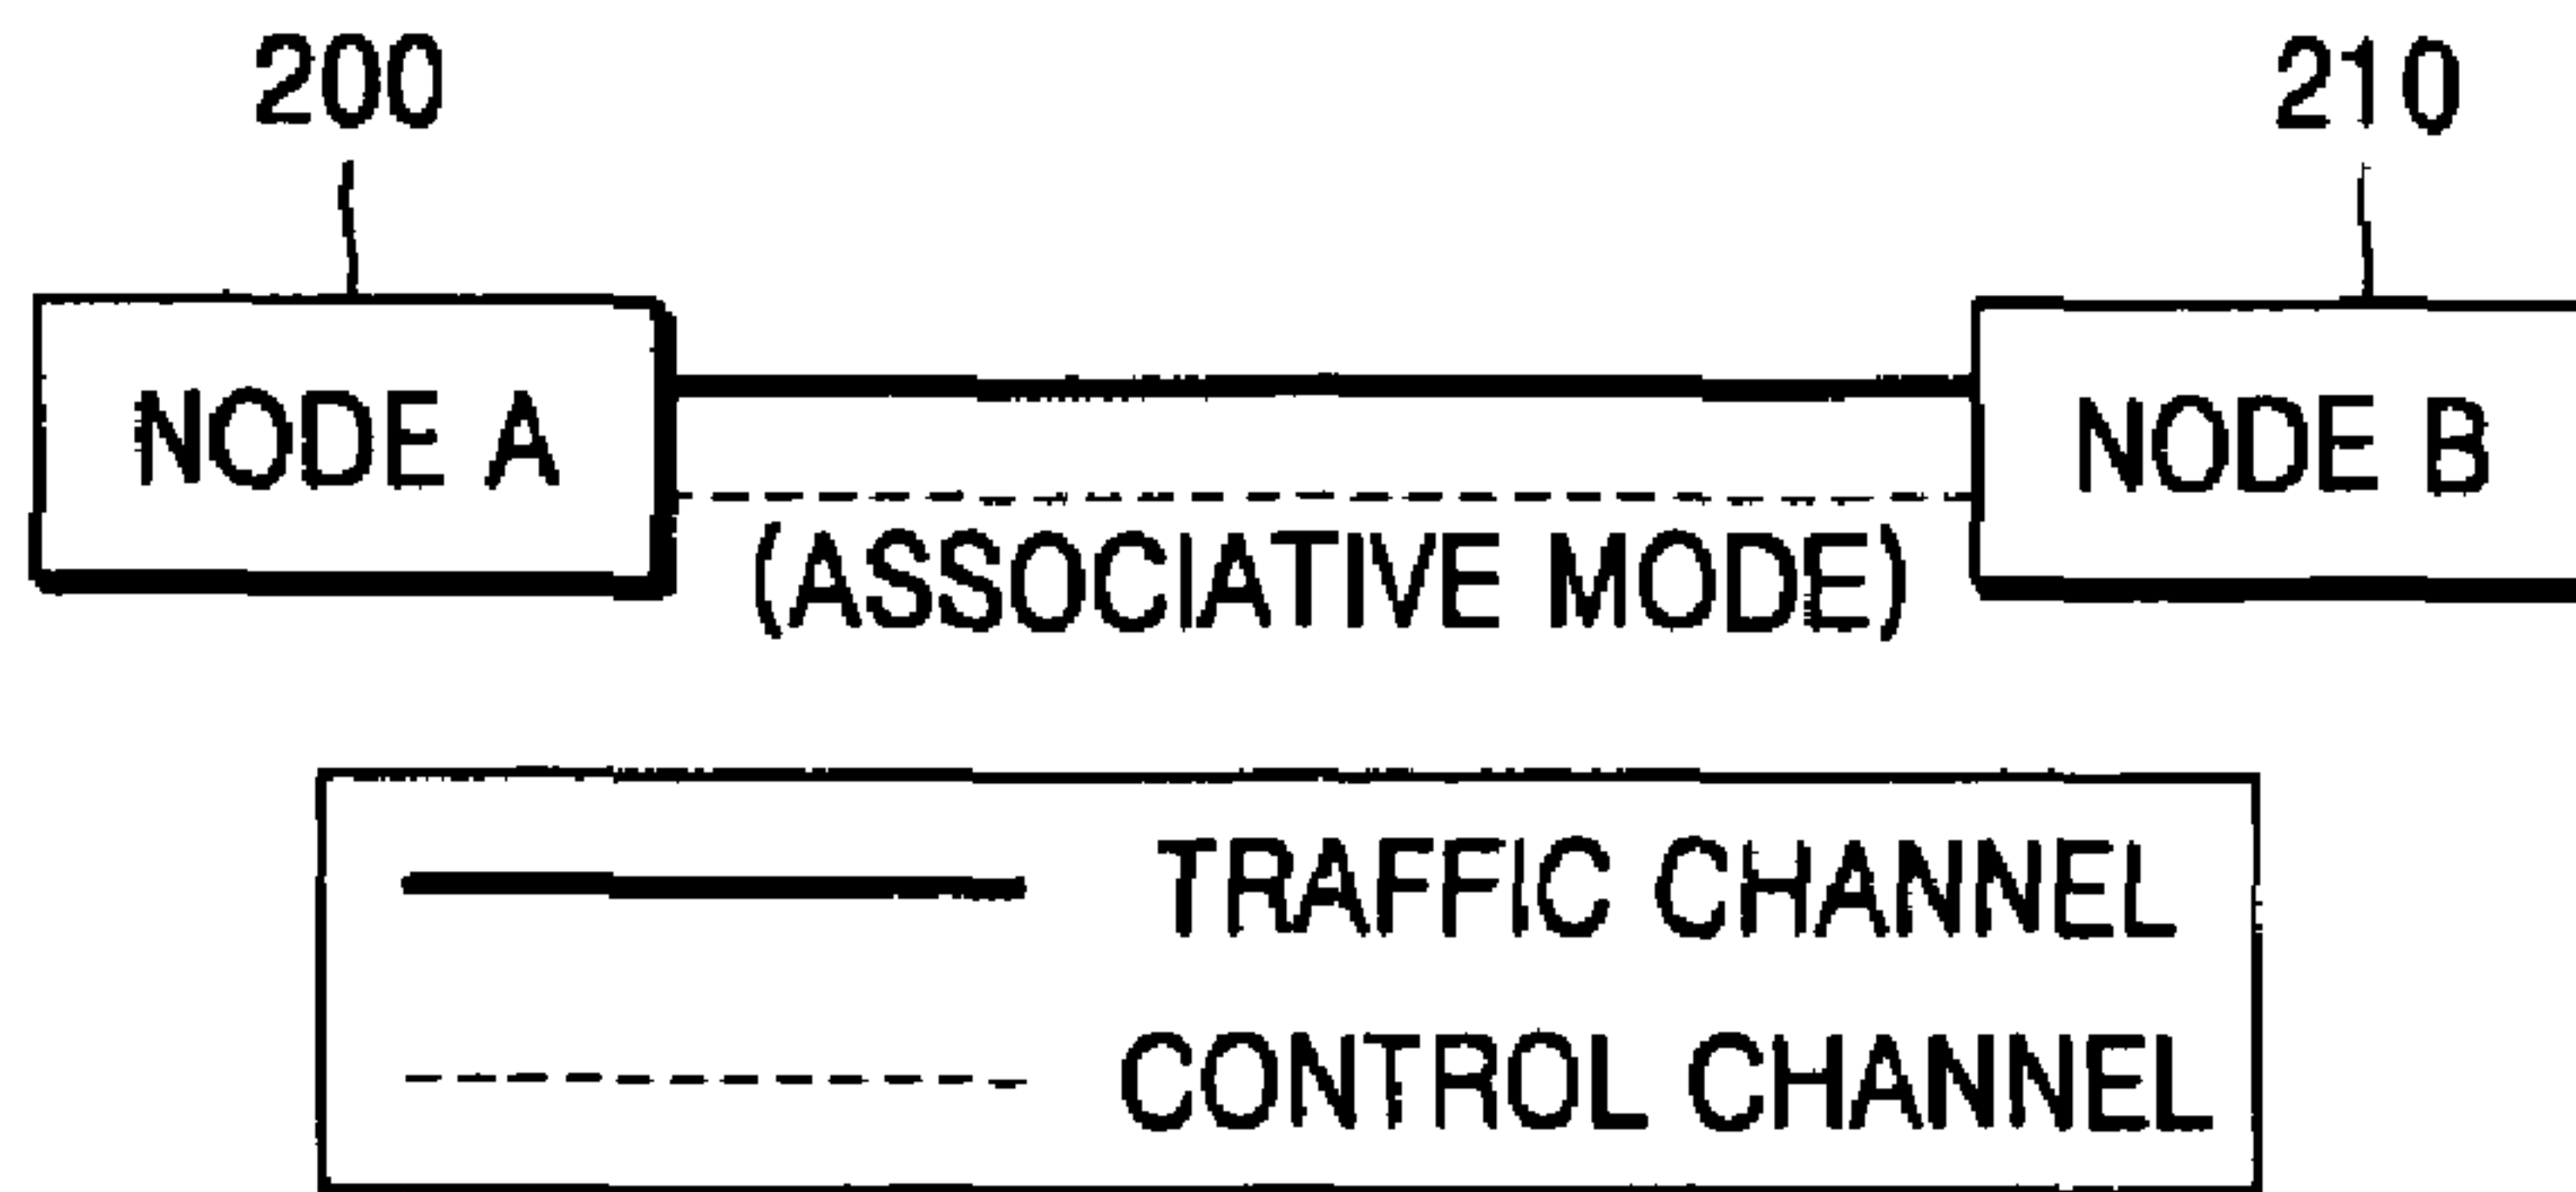 200
210
NODE A
NODE B
(ASSOCIATIVE MODE)
TRAFFIC CHANNEL
CONTROL CHANNEL